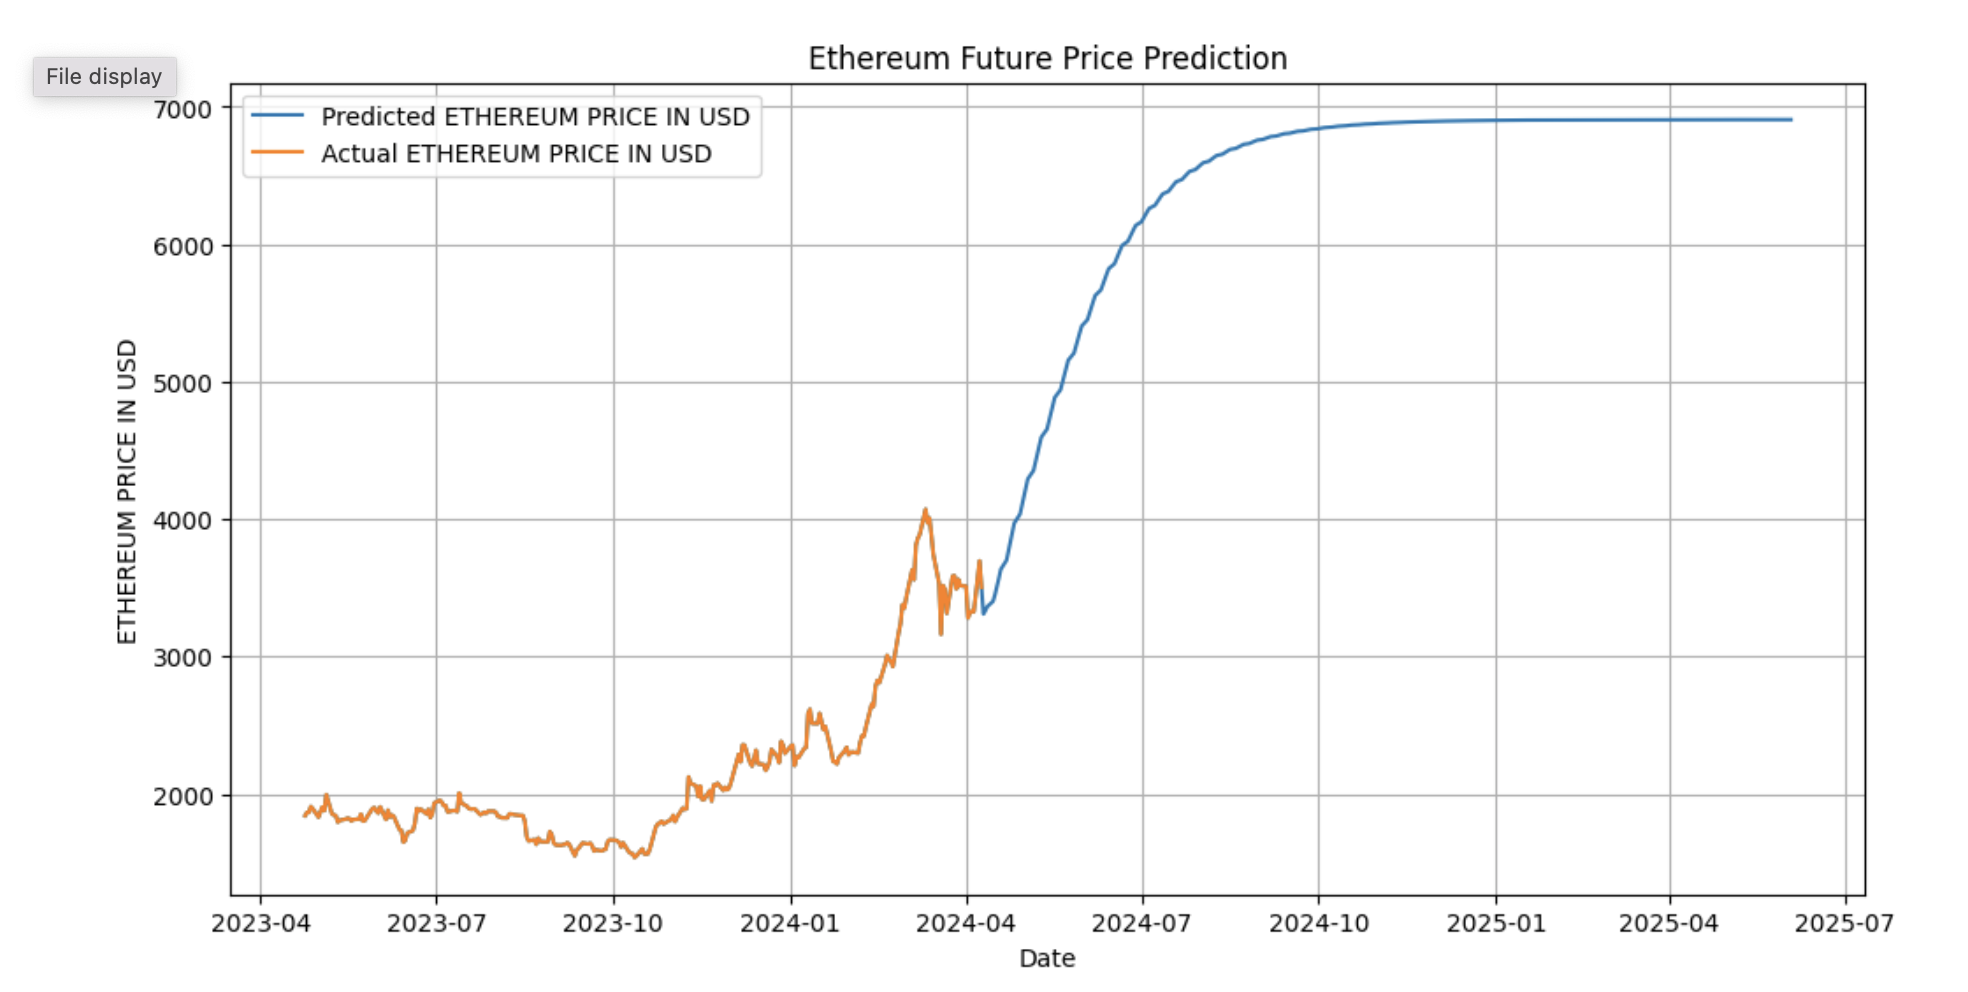 Ethereum Future Price Prediction
File display
Predicted ETHEREUM PRICE IN USD
Actual ETHEREUM PRICE IN USD
ETHEREUM PRICE IN USD
7000
6000
5000
4000
3000
2000
2023-04 2023-07 2023-10 2024-01 2024-04 2024-07 2024-10 2025-01 2025-04 2025-07
Date